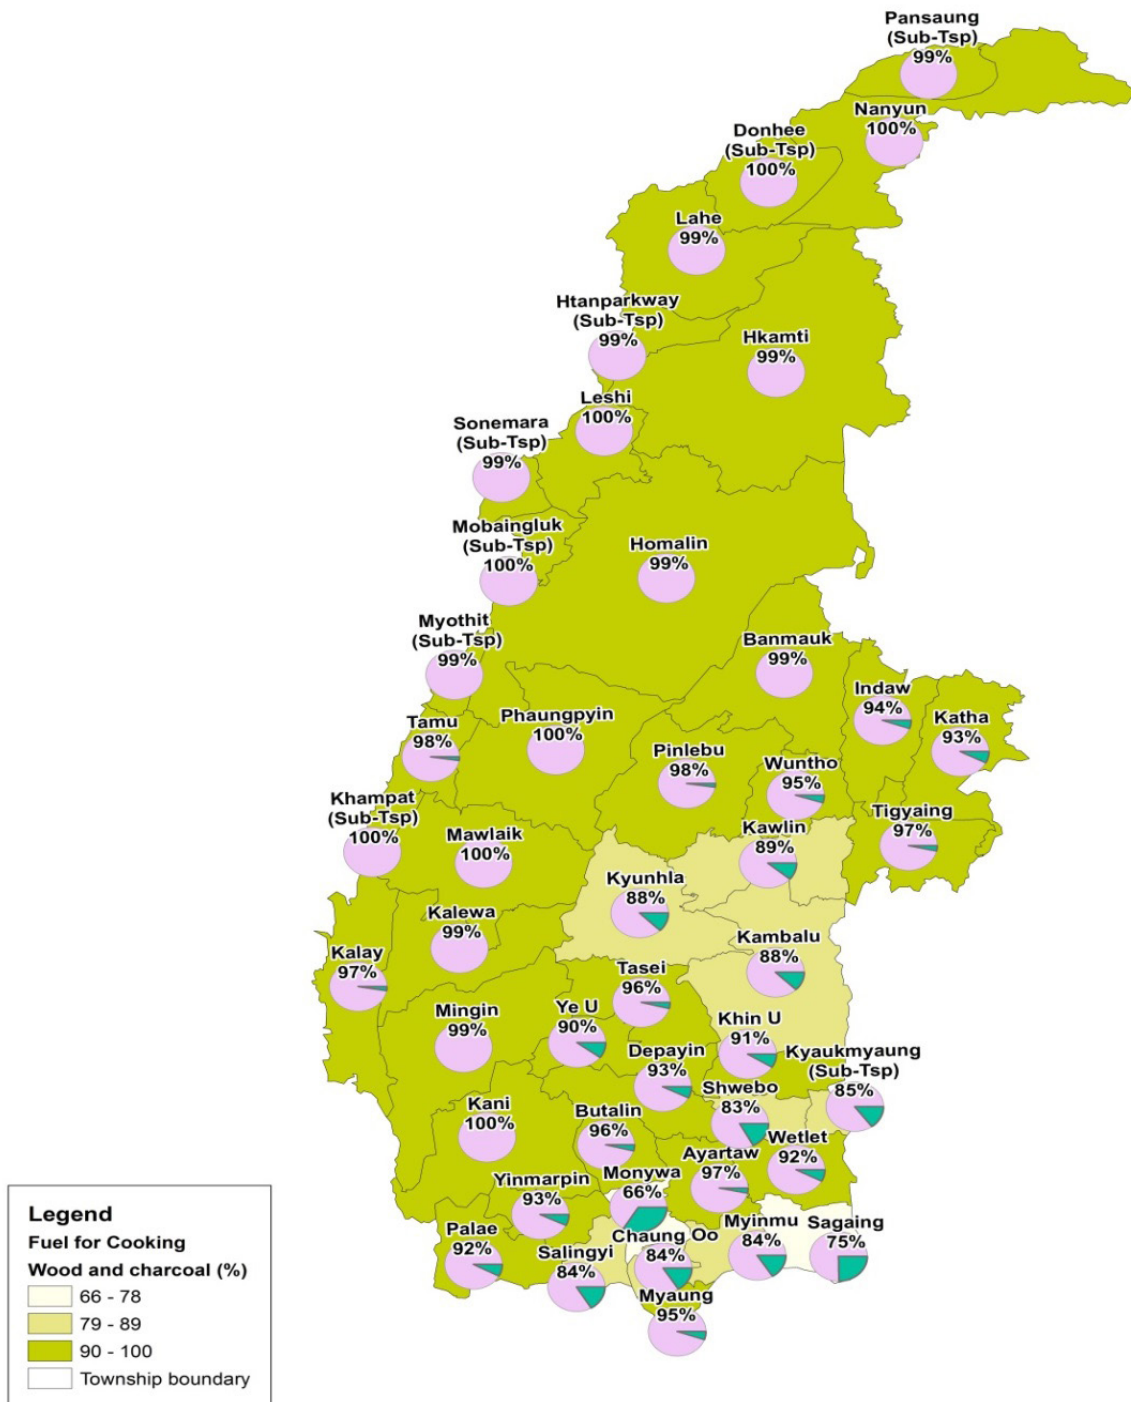 Pansaung
(Sub-Tsp)
99%
Nanyun
100%
Donhee
(Sub-Tsp)
100%
Lahe
99%
Htanparkway
(Sub-Tsp)
99%
Hkamti
99%
Leshi
100%
Sonemara
(Sub-Tsp)
99%
Mobaingluk
(Sub-Tsp)
100%
Homalin
99%
Myothit
(Sub-Tsp)
99%
Banmauk
99%
Indaw
94%
Katha
93%
Tamu
98%
Phaungpyin
100%
Pinlebu
98%
Wuntho
95%
Tigyaing
97%
Khampat
(Sub-Tsp)
100%
Mawlaik
100%
Kawlin
89%
Kyunhla
88%
Kalewa
99%
Kambalu
88%
Kalay
97%
Tasei
96%
Mingin
99%
Ye U
90%
Khin U
91%
Kyaukmyaung
(Sub-Tsp)
85%
Depayin
93%
Shwebo
83%
Kani
100%
Butalin
96%
Wetlet
92%
Ayartaw
97%
Yinmarpin
93%
Monywa
66%
Palae
92%
Salingyi
84%
Chaung Oo
84%
Myinmu
84%
Sagaing
75%
Myaung
95%
Legend
Fuel for Cooking
Wood and charcoal (%)
66 - 78
79 - 89
90 - 100
Township boundary